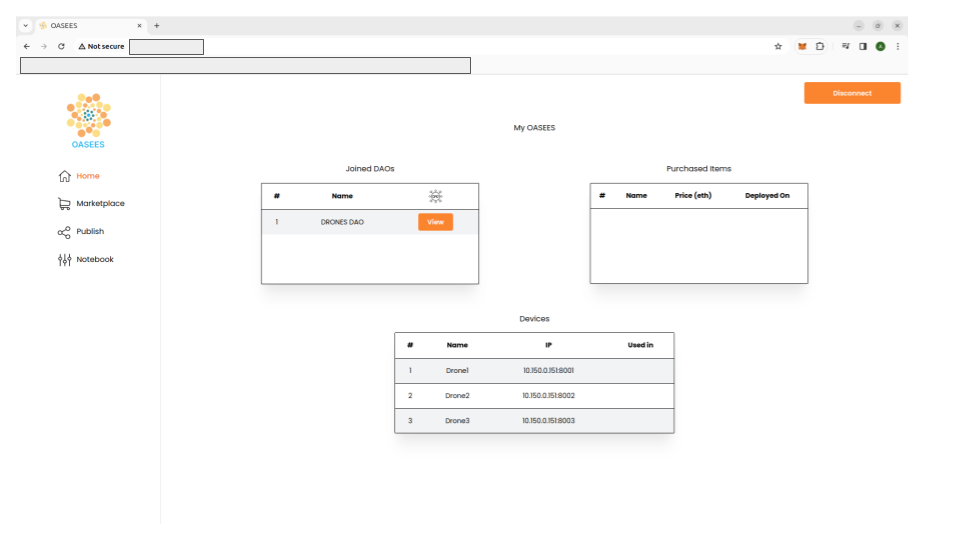 OASEES
Not secure
Disconnect
OASEES
My OASEES
Home
Marketplace
Publish
Notebook
Joined DAOs
# Name
1 DRONES DAO View
Purchased Items
# Name Price (eth) Deployed On
Devices
# Name IP Used in
1 Drone1 10.150.0.151:8001
2 Drone2 10.150.0.151:8002
3 Drone3 10.150.0.151:8003